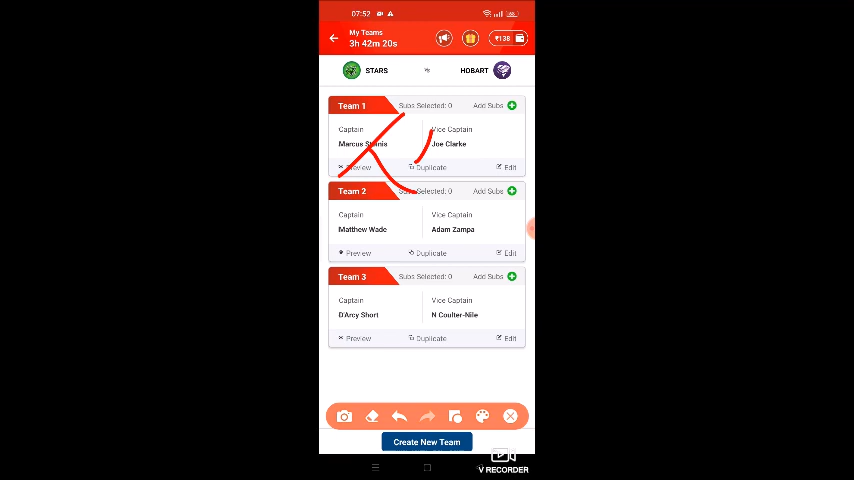 07:52
My Teams
3h 42m 20s
₹138
STARS VS HOBART
Team 1 Subs Selected: 0 Add Subs
Captain Vice Captain
Marcus Stoinis Joe Clarke
Preview Duplicate Edit
Team 2 Subs Selected: 0 Add Subs
Captain Vice Captain
Matthew Wade Adam Zampa
Preview Duplicate Edit
Team 3 Subs Selected: 0 Add Subs
Captain Vice Captain
D'Arcy Short N Coulter-Nile
Preview Duplicate Edit
Create New Team
V RECORDER